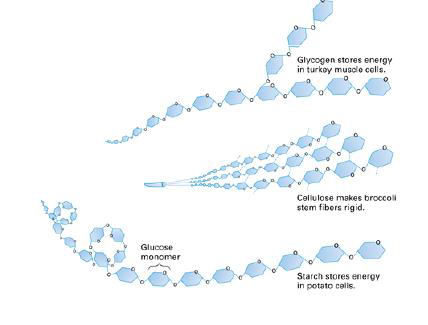 Glycogen stores energy
in turkey muscle cells.
Cellulose makes broccoli
stem fibers rigid.
Glucose
monomer
Starch stores energy
in potato cells.